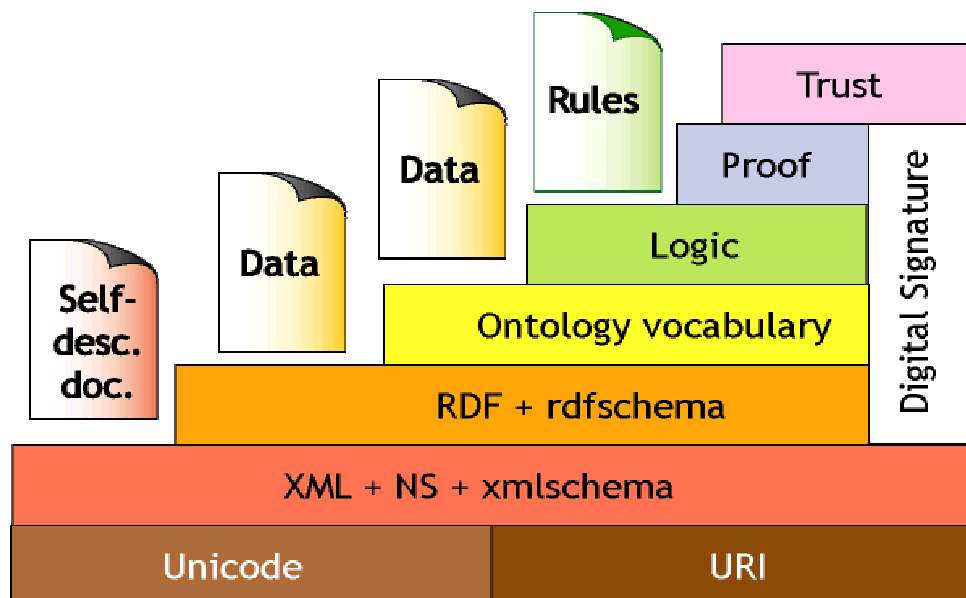 Rules
Trust
Data
Proof
Data
Logic
Self-
desc.
doc.
Ontology vocabulary
Digital Signature
RDF + rdfschema
XML + NS + xmlschema
Unicode
URI